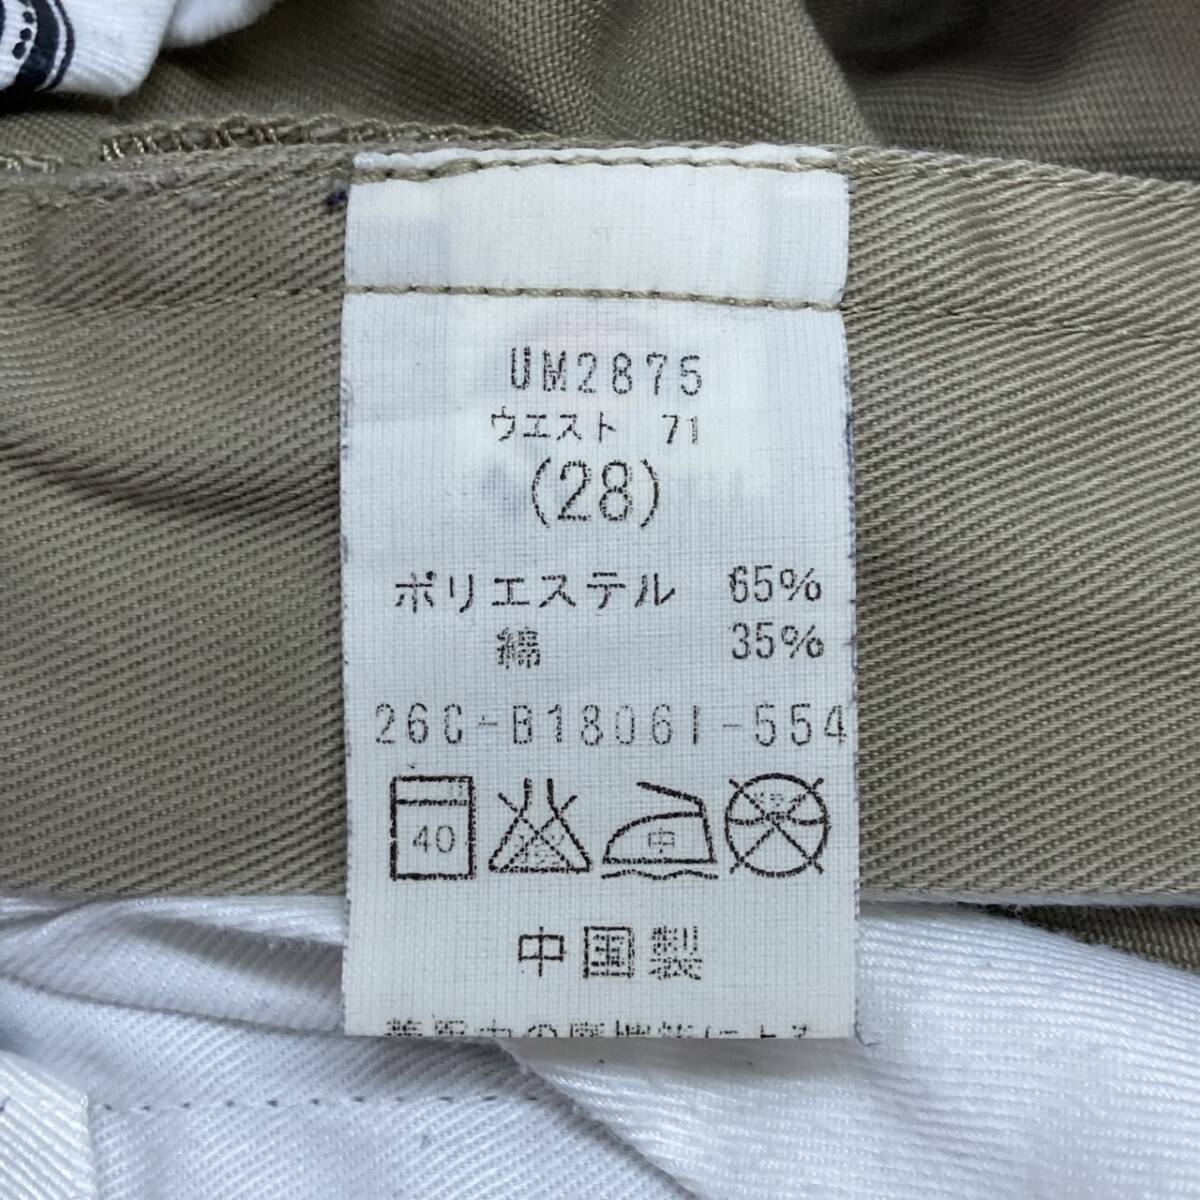 UM2875
ウエスト 71
(28)
ポリエステル 65%
綿 35%
26C-B1806I-554
40
中
中国製